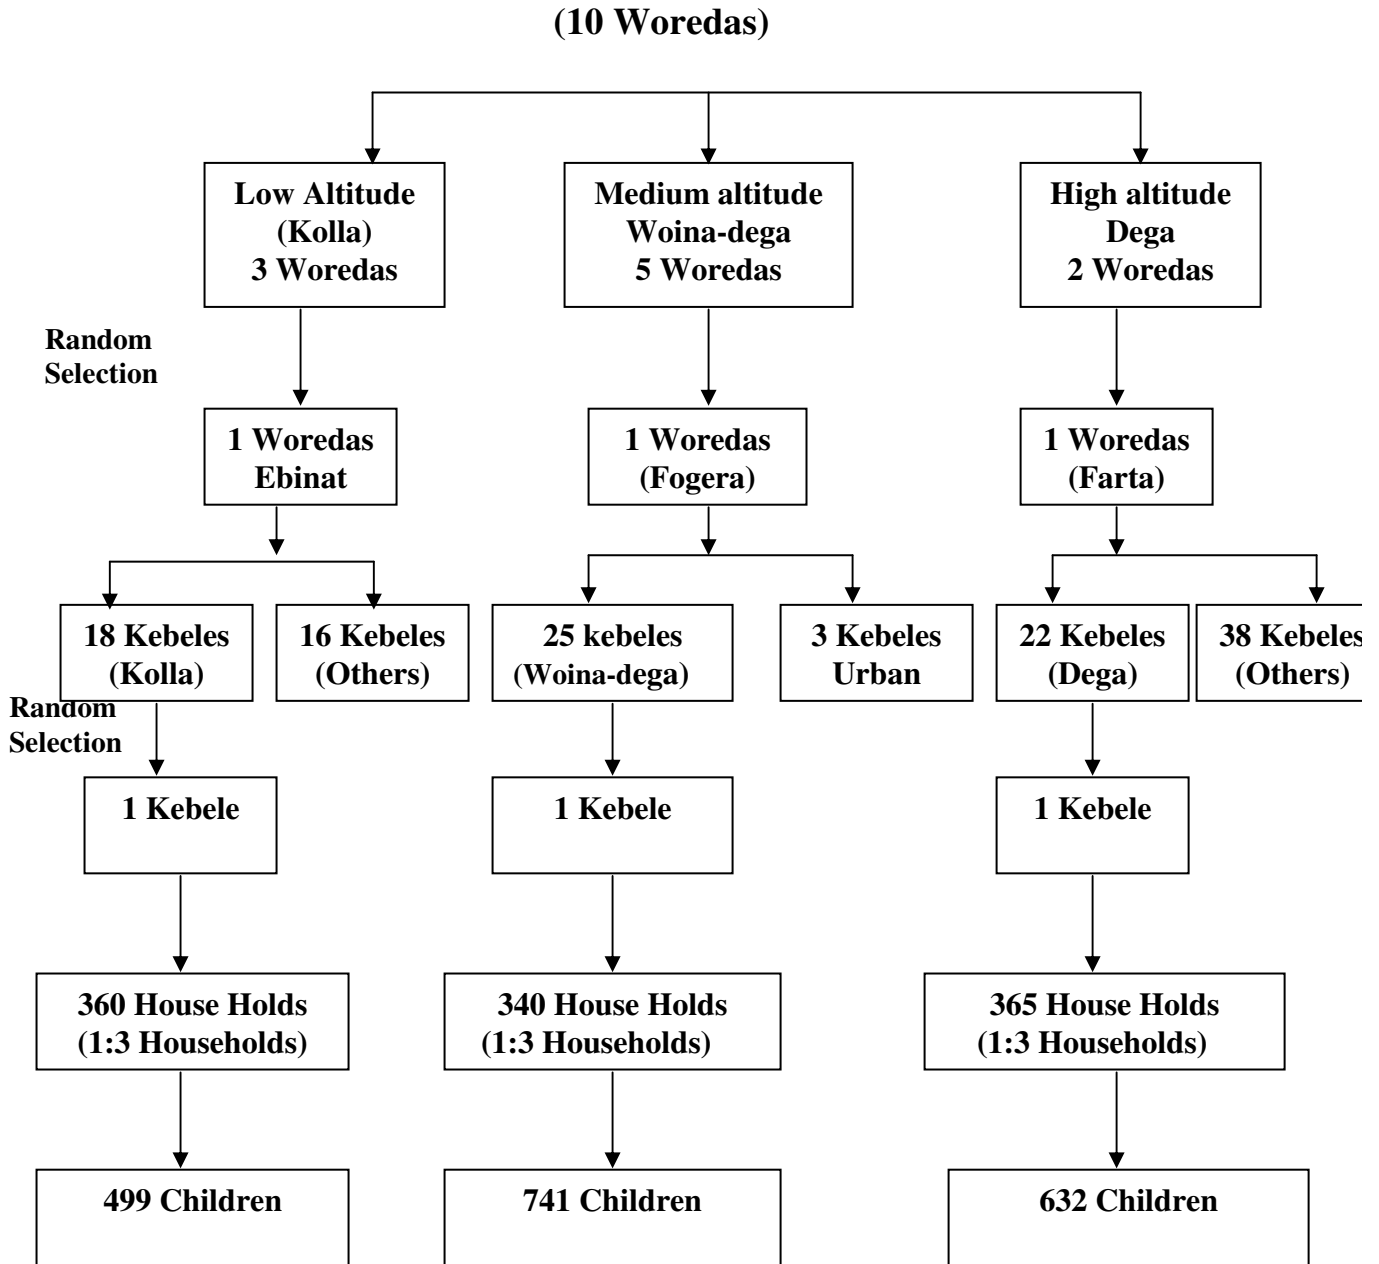 (10 Woredas)
Low Altitude
(Kolla)
3 Woredas
Medium altitude
Woina-dega
5 Woredas
High altitude
Dega
2 Woredas
Random
Selection
1 Woredas
Ebinat
1 Woredas
(Fogera)
1 Woredas
(Farta)
18 Kebeles
(Kolla)
16 Kebeles
(Others)
25 kebeles
(Woina-dega)
3 Kebeles
Urban
22 Kebeles
(Dega)
38 Kebeles
(Others)
Random
Selection
1 Kebele
1 Kebele
1 Kebele
360 House Holds
(1:3 Households)
340 House Holds
(1:3 Households)
365 House Holds
(1:3 Households)
499 Children
741 Children
632 Children